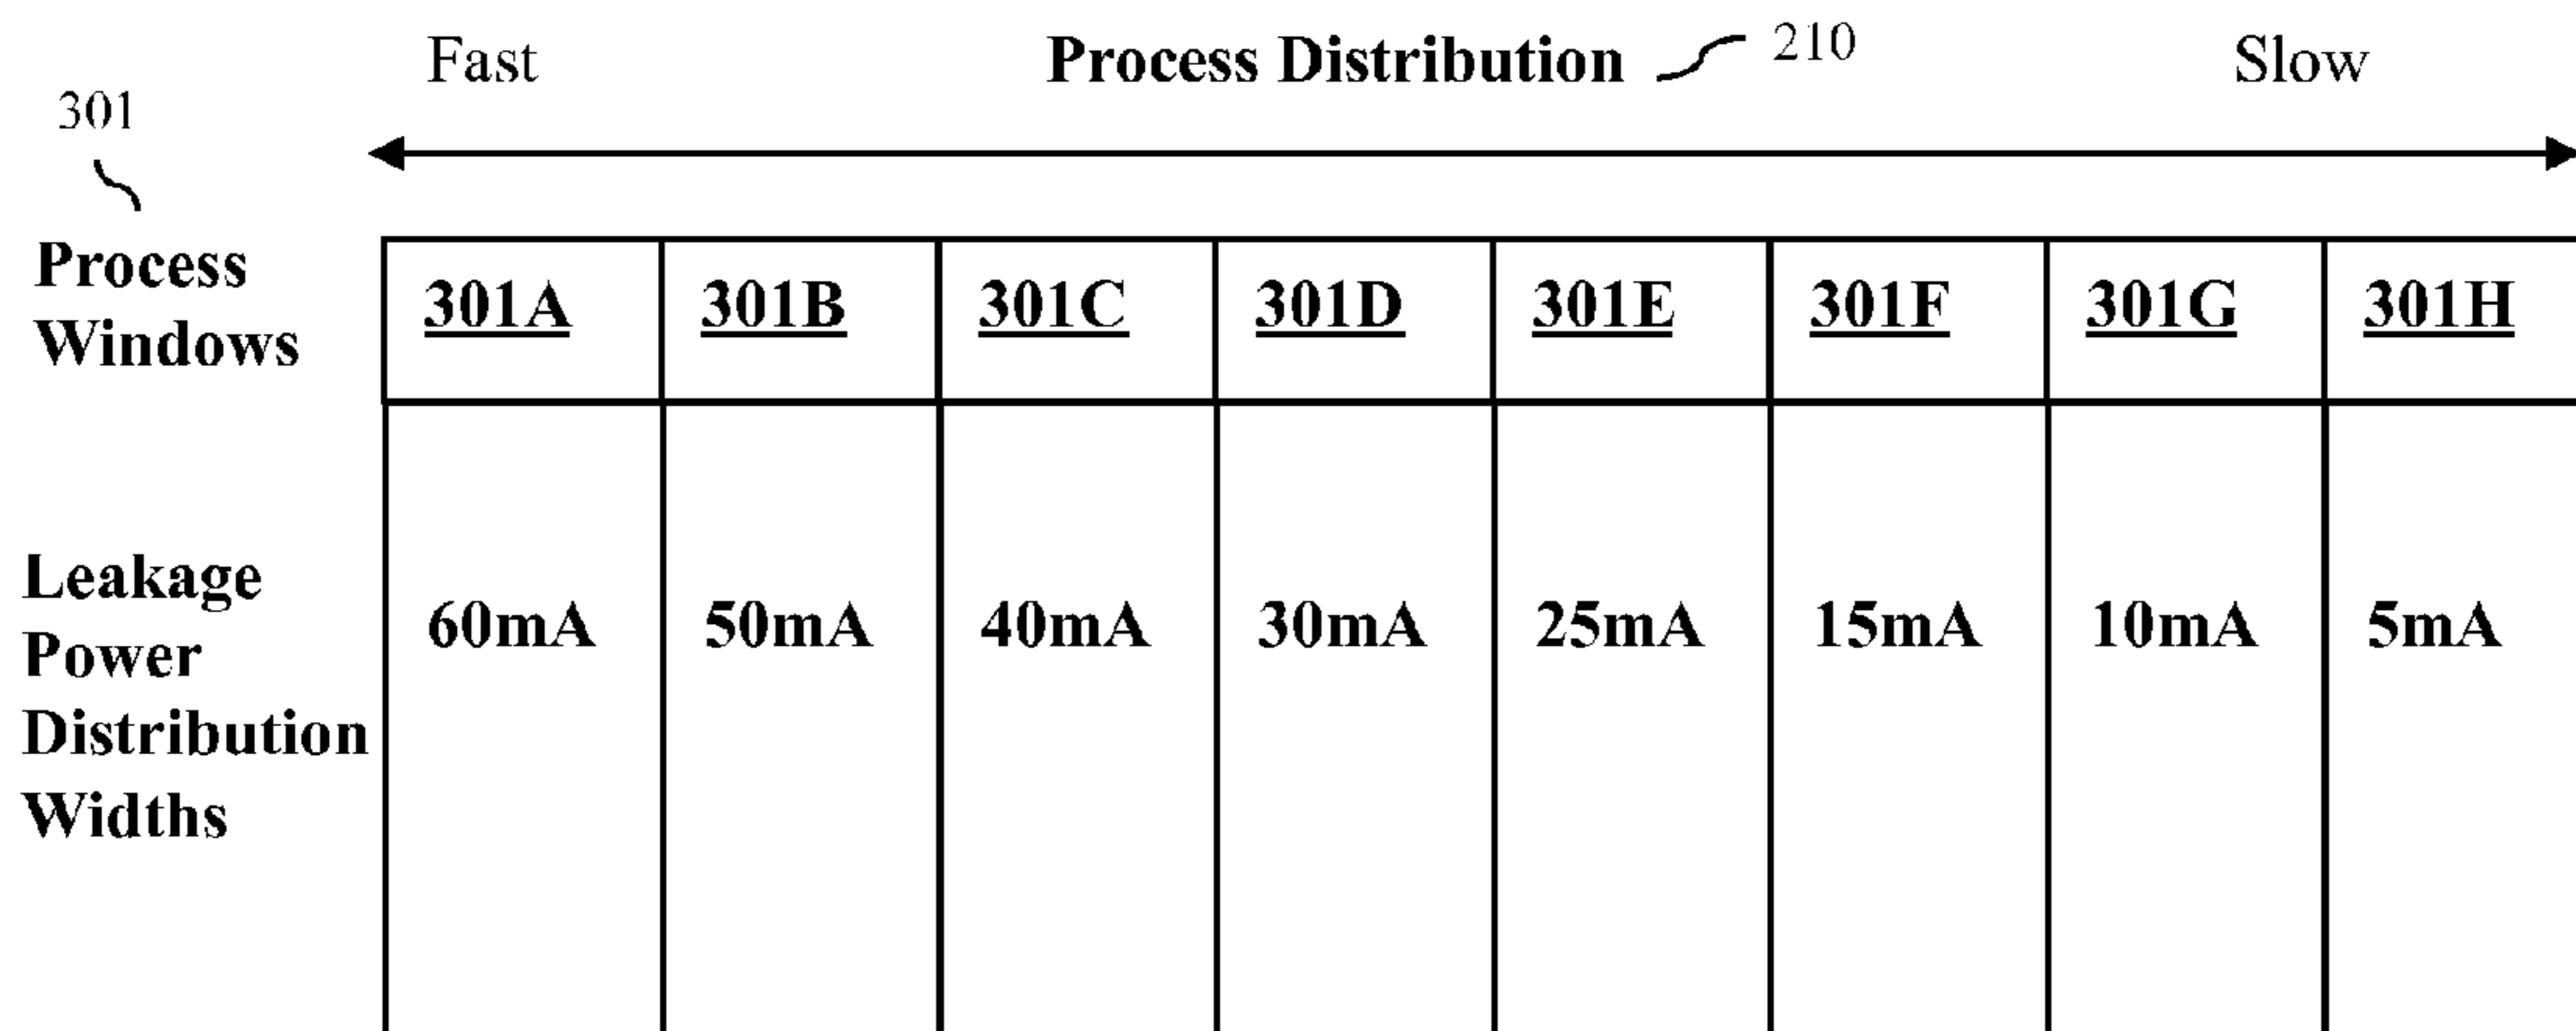 Fast Process Distribution 210 Slow
301
Process
Windows
301A 301B 301C 301D 301E 301F 301G 301H
Leakage
Power
Distribution
Widths
60mA 50mA 40mA 30mA 25mA 15mA 10mA 5mA